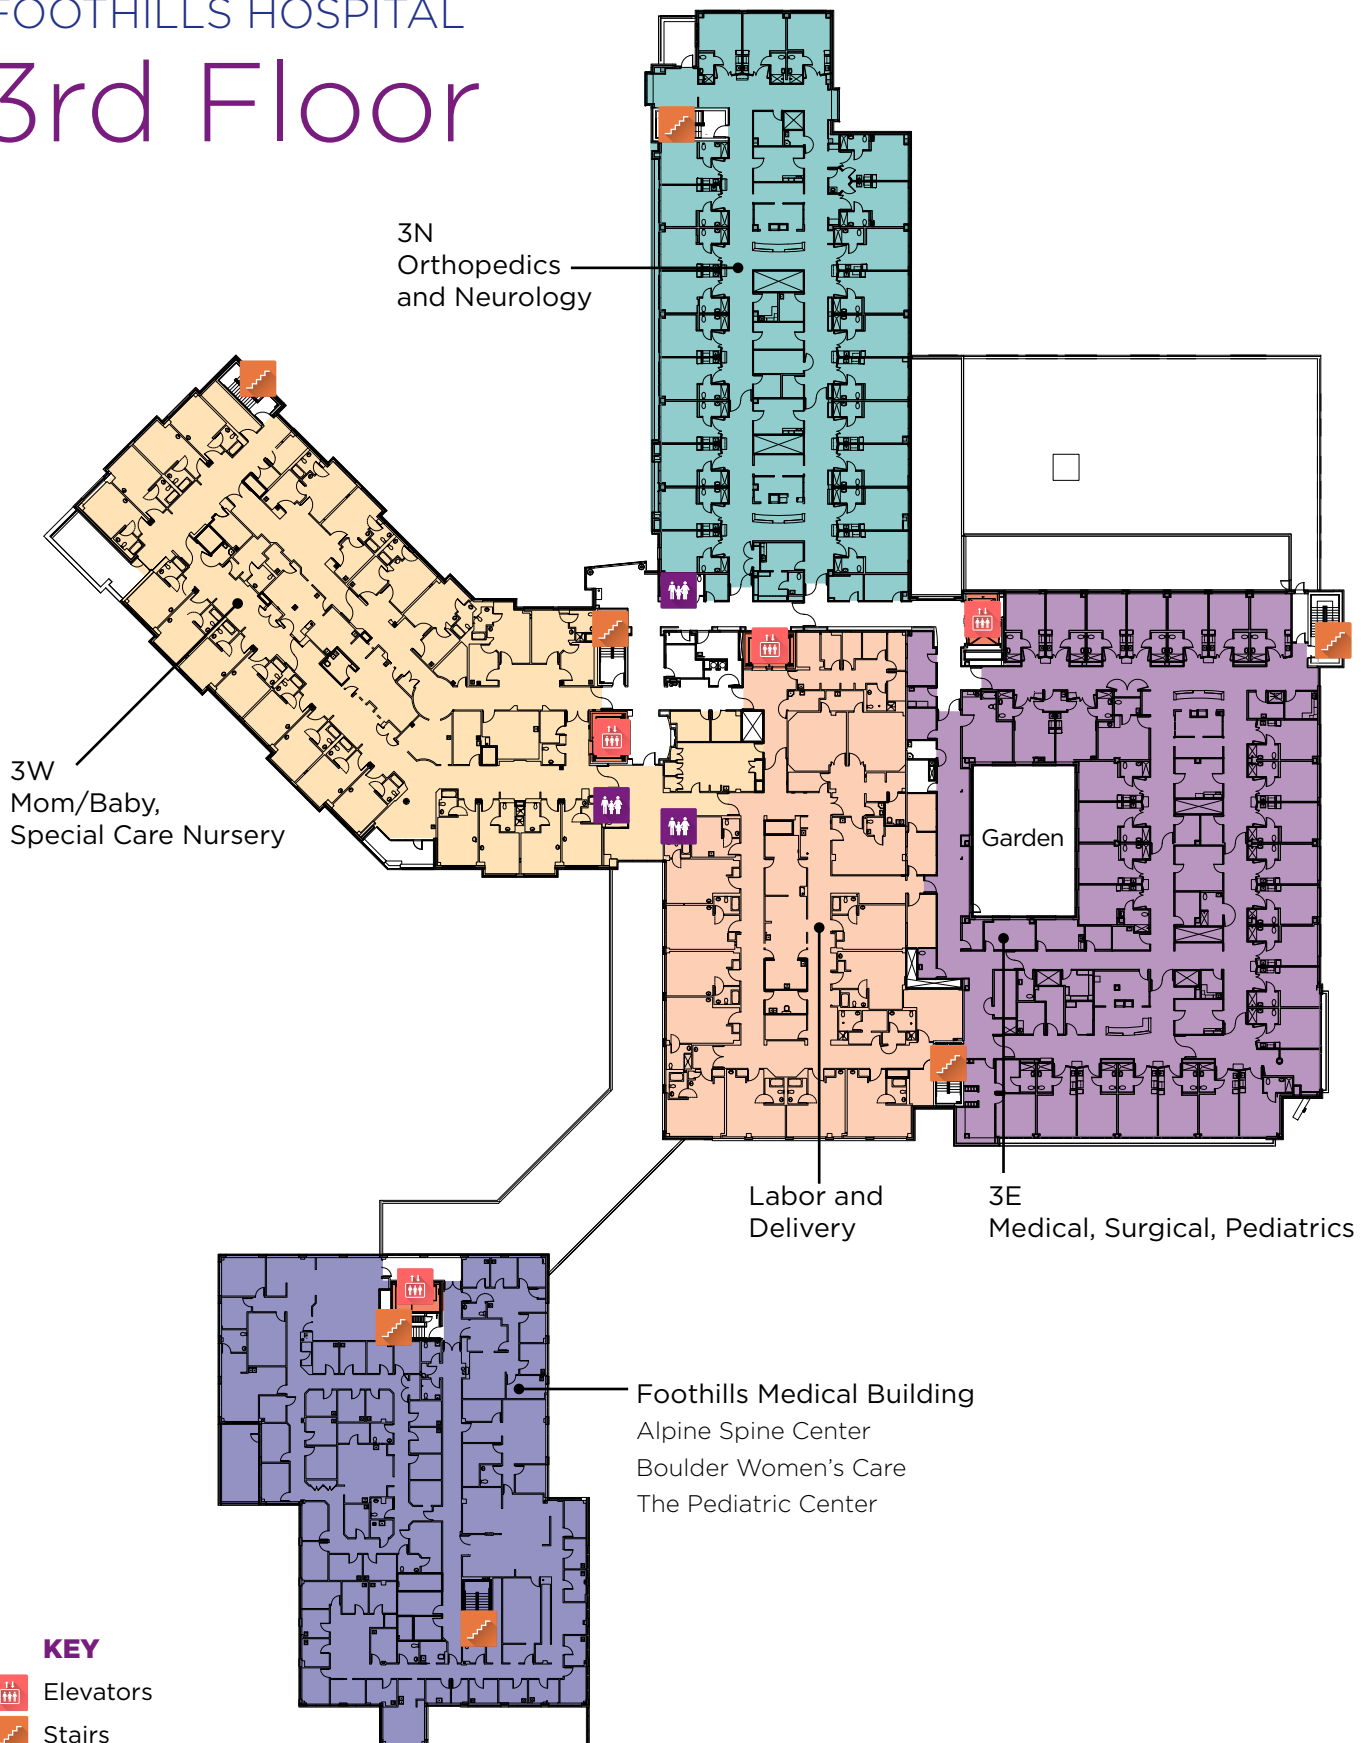 FOOTHILLS HOSPITAL
3rd Floor
3N
Orthopedics
and Neurology
3W
Mom/Baby,
Special Care Nursery
Garden
Labor and
Delivery
3E
Medical, Surgical, Pediatrics
Foothills Medical Building
Alpine Spine Center
Boulder Women's Care
The Pediatric Center
KEY
Elevators
Stairs